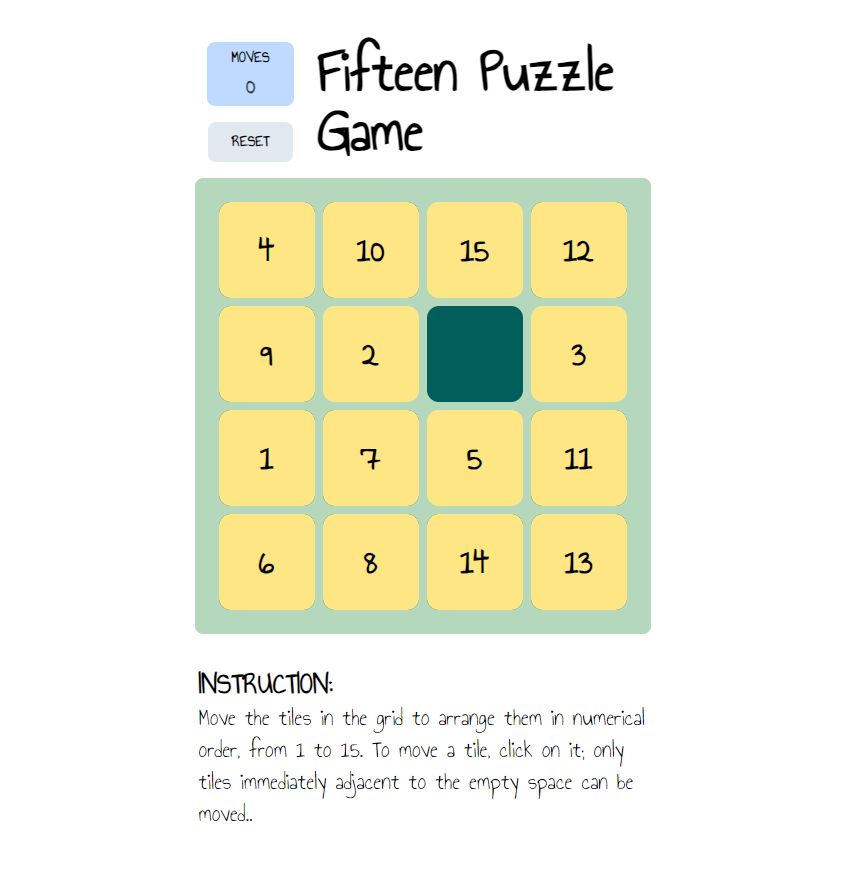 MOVES
0
RESET
Fifteen Puzzle
Game
4 10 15 12
9 2 3
1 7 5 11
6 8 14 13
INSTRUCTION:
Move the tiles in the grid to arrange them in numerical
order, from 1 to 15. To move a tile, click on it; only
tiles immediately adjacent to the empty space can be
moved..